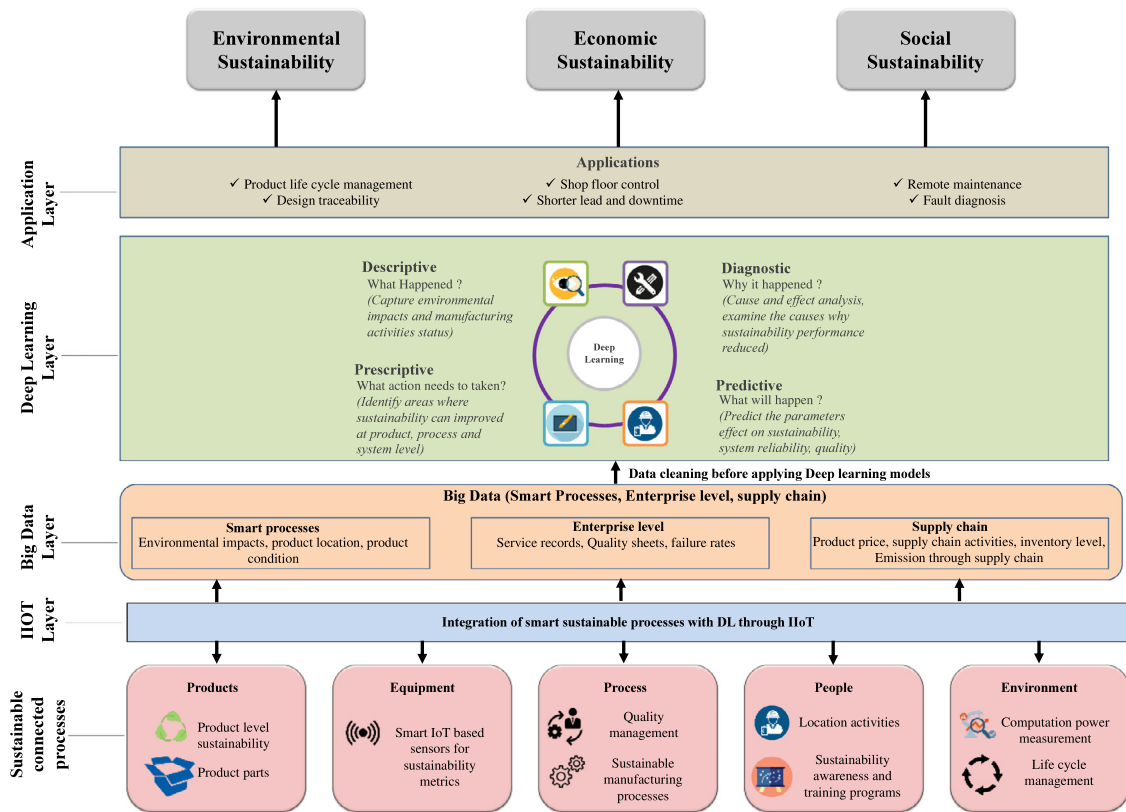 Environmental
Sustainability
Economic
Sustainability
Social
Sustainability
Application
Layer
Applications
✓ Product life cycle management
✓ Design traceability
✓ Shop floor control
✓ Shorter lead and downtime
✓ Remote maintenance
✓ Fault diagnosis
Deep Learning
Layer
Descriptive
What Happened ?
(Capture environmental
impacts and manufacturing
activities status)
Diagnostic
Why it happened ?
(Cause and effect analysis,
examine the causes why
sustainability performance
reduced)
Deep
Learning
Prescriptive
What action needs to taken?
(Identify areas where
sustainability can improved
at product, process and
system level)
Predictive
What will happen ?
(Predict the parameters
effect on sustainability,
system reliability, quality)
Data cleaning before applying Deep learning models
Big Data
Layer
Big Data (Smart Processes, Enterprise level, supply chain)
Smart processes
Environmental impacts, product location, product
condition
Enterprise level
Service records, Quality sheets, failure rates
Supply chain
Product price, supply chain activities, inventory level,
Emission through supply chain
IIOT
Layer
Integration of smart sustainable processes with DL through IIoT
Sustainable
connected
processes
Products
Product level
sustainability
Product parts
Equipment
Smart IoT based
sensors for
sustainability
metrics
Process
Quality
management
Sustainable
manufacturing
processes
People
Location activities
Sustainability
awareness and
training programs
Environment
Computation power
measurement
Life cycle
management